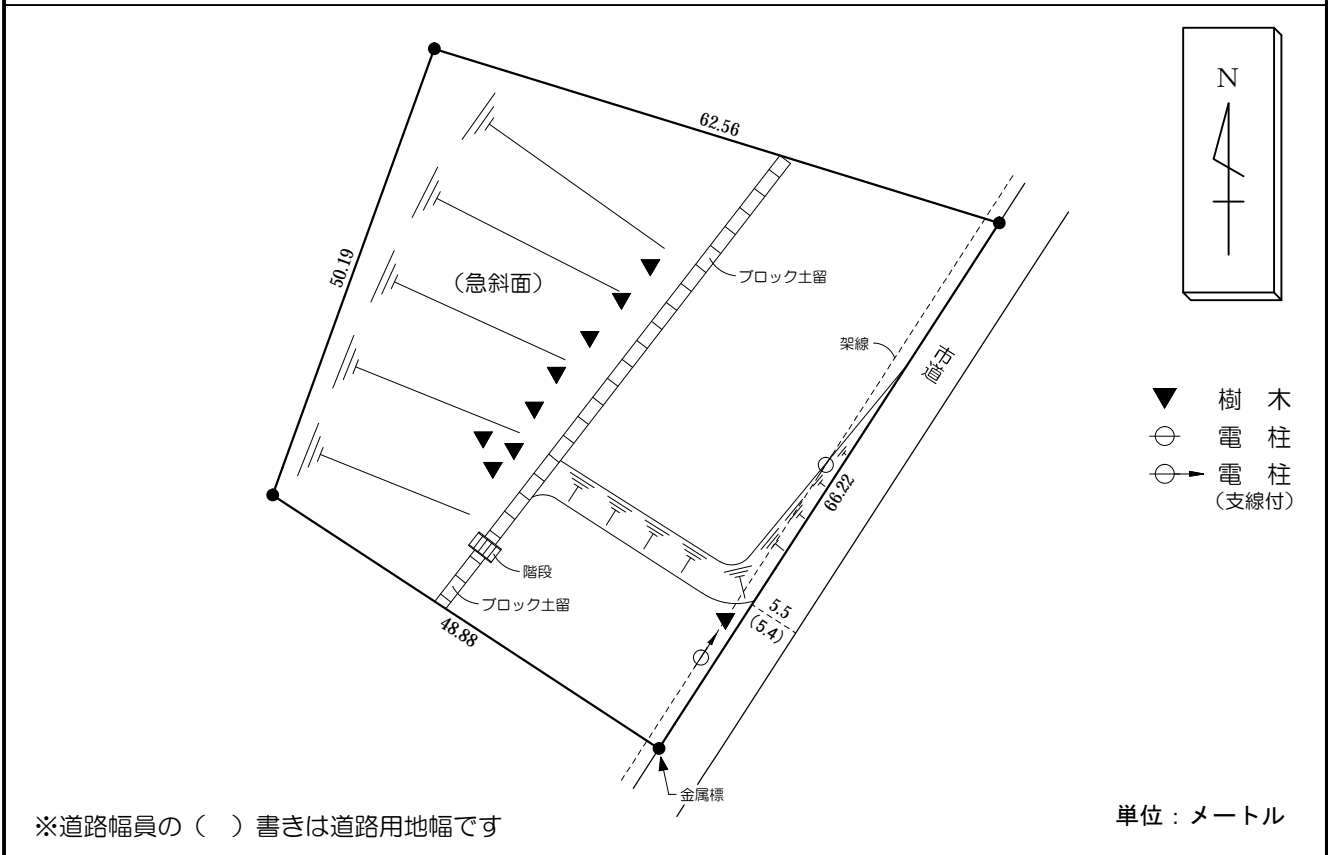 N
62.56
50.19
(急斜面)
ブロック土留
架線
市道
▼ 樹 木
電 柱
電 柱
(支線付)
66.22
階段
ブロック土留
5.5
(5.4)
48.88
金属標
※道路幅員の( )書きは道路用地幅です
単位:メートル